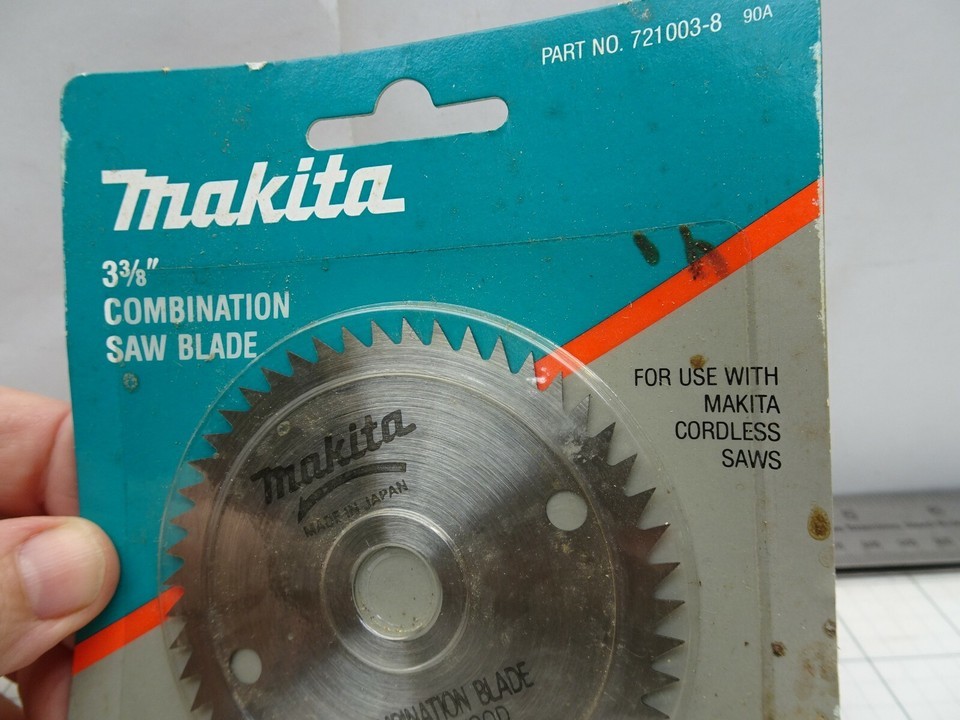 PART NO. 721003-8 90A
makita
3⅜"
COMBINATION
SAW BLADE
FOR USE WITH
MAKITA
CORDLESS
SAWS
makita
MADE IN JAPAN
BLADE